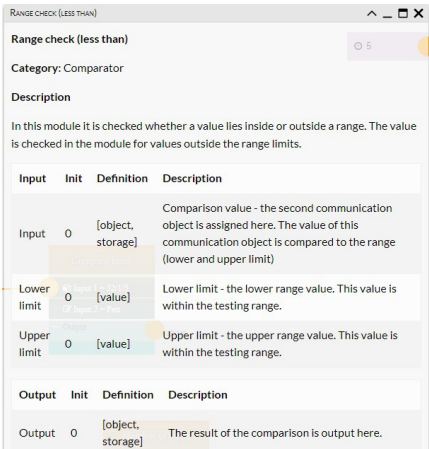 RANGE CHECK (LESS THAN)
Range check (less than)
5
Category: Comparator
Description
In this module it is checked whether a value lies inside or outside a range. The value
is checked in the module for values outside the range limits.
Input Init Definition Description
Comparison value - the second communication
object is assigned here. The value of this
communication object is compared to the range
(lower and upper limit)
Input 0 [object,
storage]
Lower
limit 0 [value] Lower limit - the lower range value. This value is
within the testing range.
Upper
limit 0 [value] Upper limit - the upper range value. This value is
within the testing range.
Output Init Definition Description
Output 0 [object,
storage] The result of the comparison is output here.